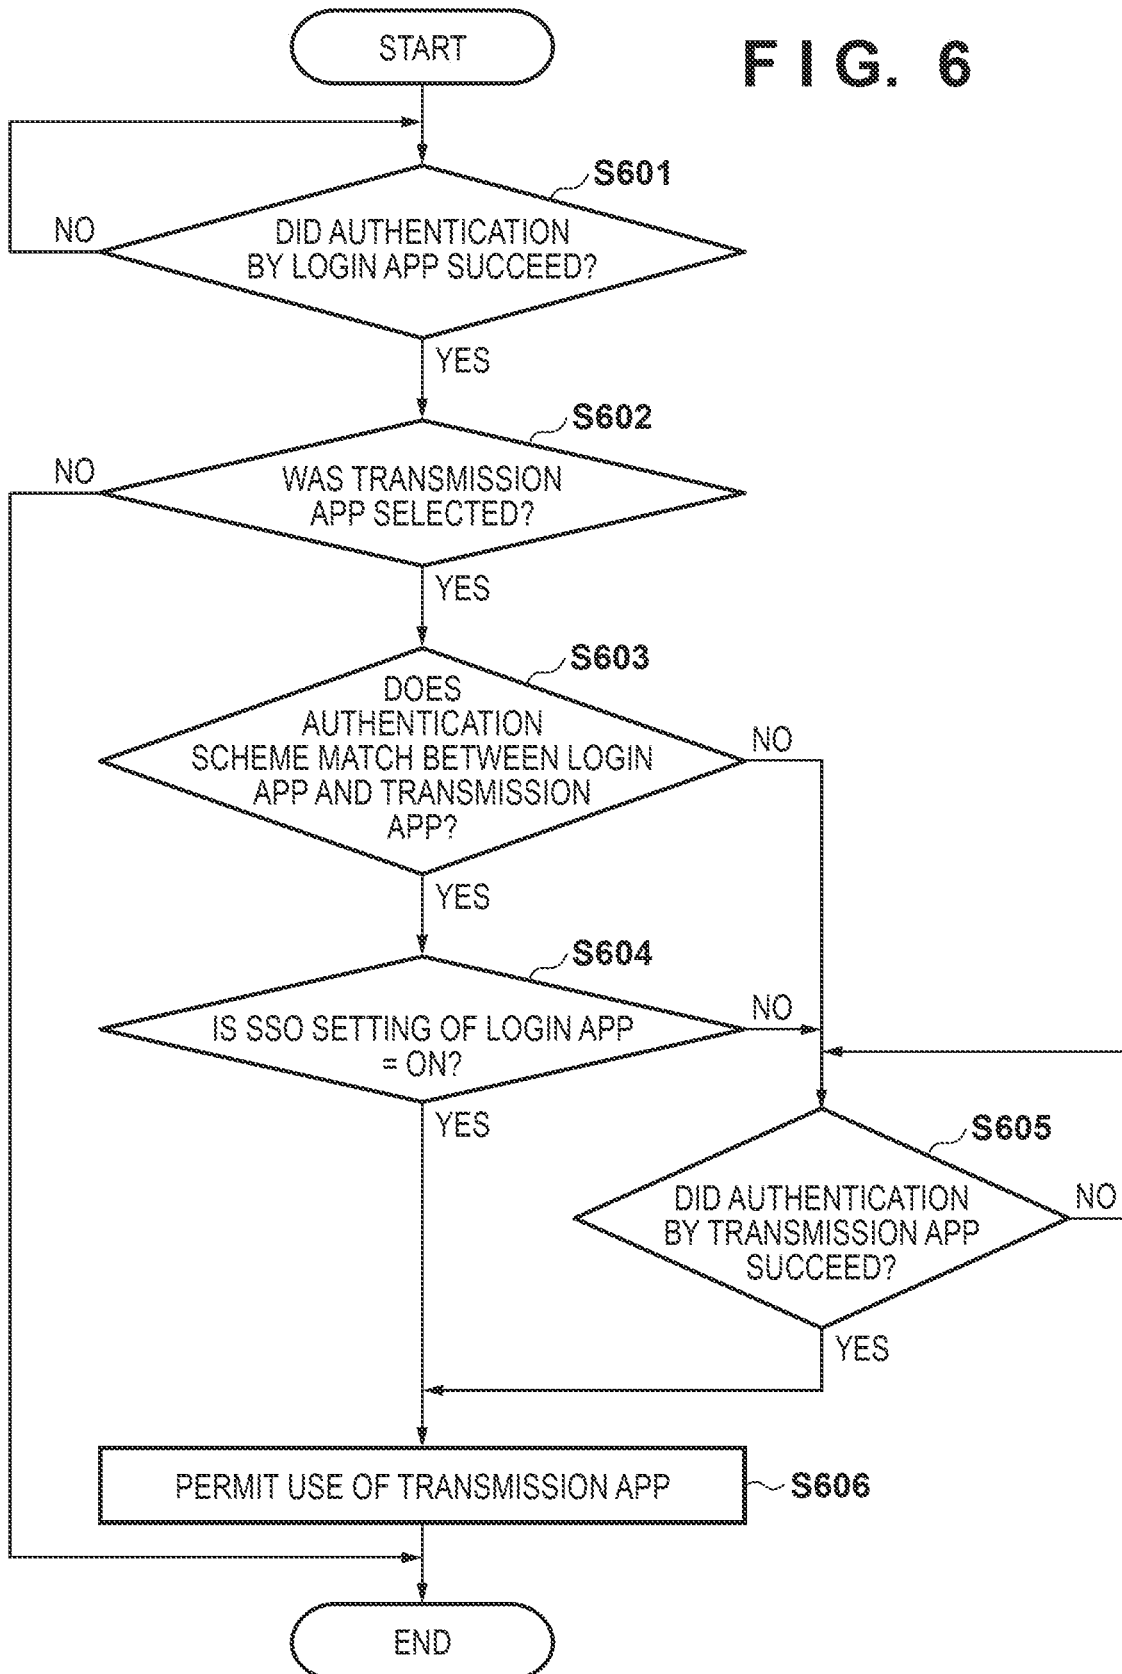 START
FIG. 6
S601
NO
DID AUTHENTICATION
BY LOGIN APP SUCCEED?
YES
S602
NO
WAS TRANSMISSION
APP SELECTED?
YES
S603
DOES
AUTHENTICATION
SCHEME MATCH BETWEEN LOGIN
APP AND TRANSMISSION
APP?
NO
YES
S604
IS SSO SETTING OF LOGIN APP
= ON?
NO
YES
S605
DID AUTHENTICATION
BY TRANSMISSION APP
SUCCEED?
NO
YES
PERMIT USE OF TRANSMISSION APP
S606
END